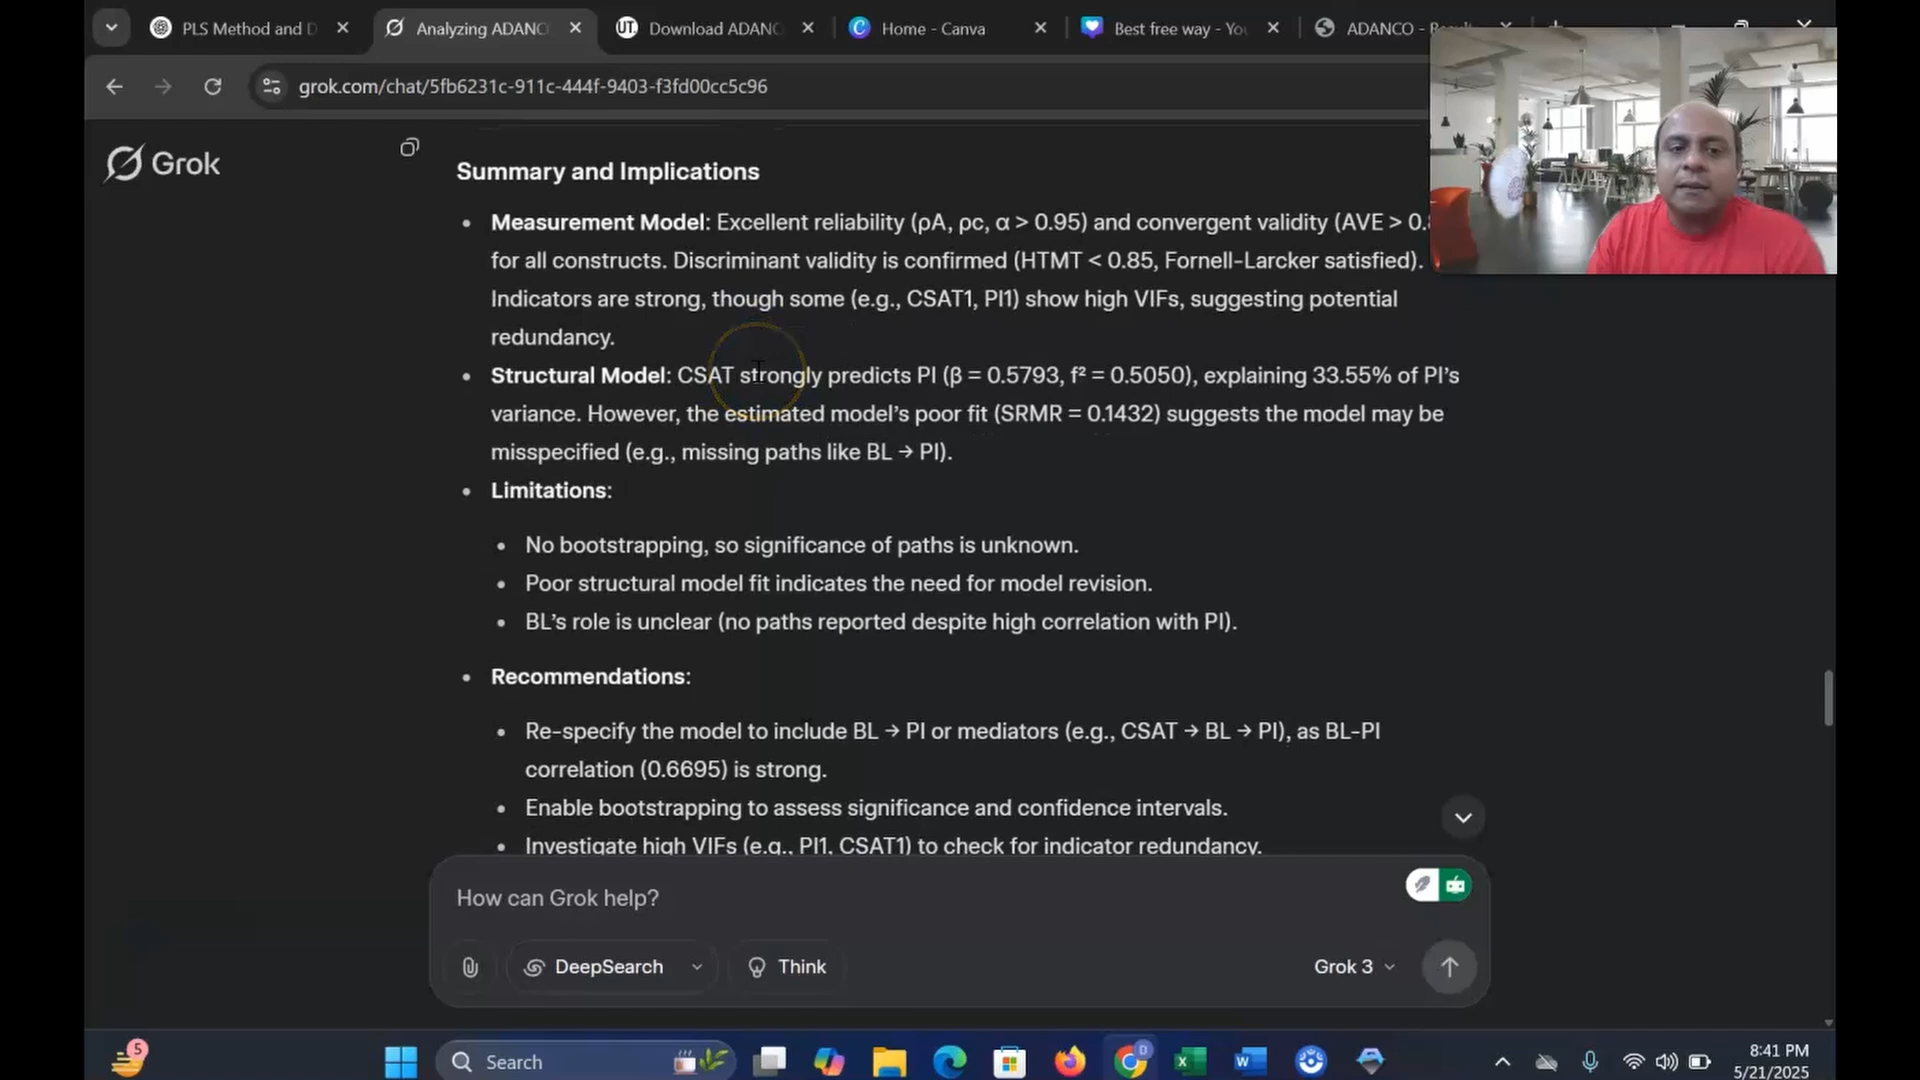 PLS Method and D
Analyzing ADANC
UT.
Download ADANC
Home - Canva
Best free way - You
ADANCO - Result
grok.com/chat/5fb6231c-911c-444f-9403-f3fd00cc5c96
Grok
Summary and Implications
Measurement Model: Excellent reliability (ρA, ρc, α > 0.95) and convergent validity (AVE > 0.8
for all constructs. Discriminant validity is confirmed (HTMT < 0.85, Fornell-Larcker satisfied).
Indicators are strong, though some (e.g., CSAT1, PI1) show high VIFs, suggesting potential
redundancy.
Structural Model: CSAT strongly predicts PI (β = 0.5793, f² = 0.5050), explaining 33.55% of PI’s
variance. However, the estimated model’s poor fit (SRMR = 0.1432) suggests the model may be
misspecified (e.g., missing paths like BL → PI).
Limitations:
No bootstrapping, so significance of paths is unknown.
Poor structural model fit indicates the need for model revision.
BL’s role is unclear (no paths reported despite high correlation with PI).
Recommendations:
Re-specify the model to include BL → PI or mediators (e.g., CSAT → BL → PI), as BL-PI
correlation (0.6695) is strong.
Enable bootstrapping to assess significance and confidence intervals.
Investigate high VIFs (e.g., PI1, CSAT1) to check for indicator redundancy.
How can Grok help?
DeepSearch
Think
Grok 3
5
Search
D
8:41 PM
5/21/2025